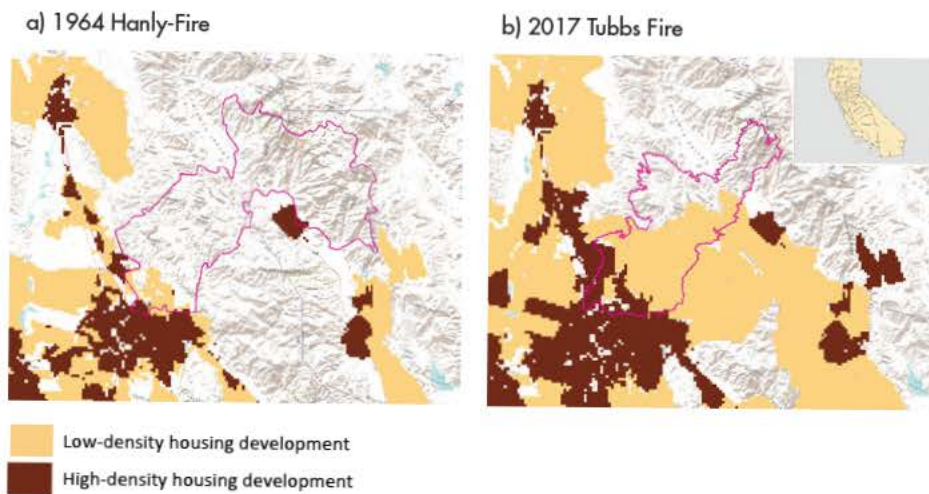 a) 1964 Hanly-Fire
b) 2017 Tubbs Fire
Low-density housing development
High-density housing development